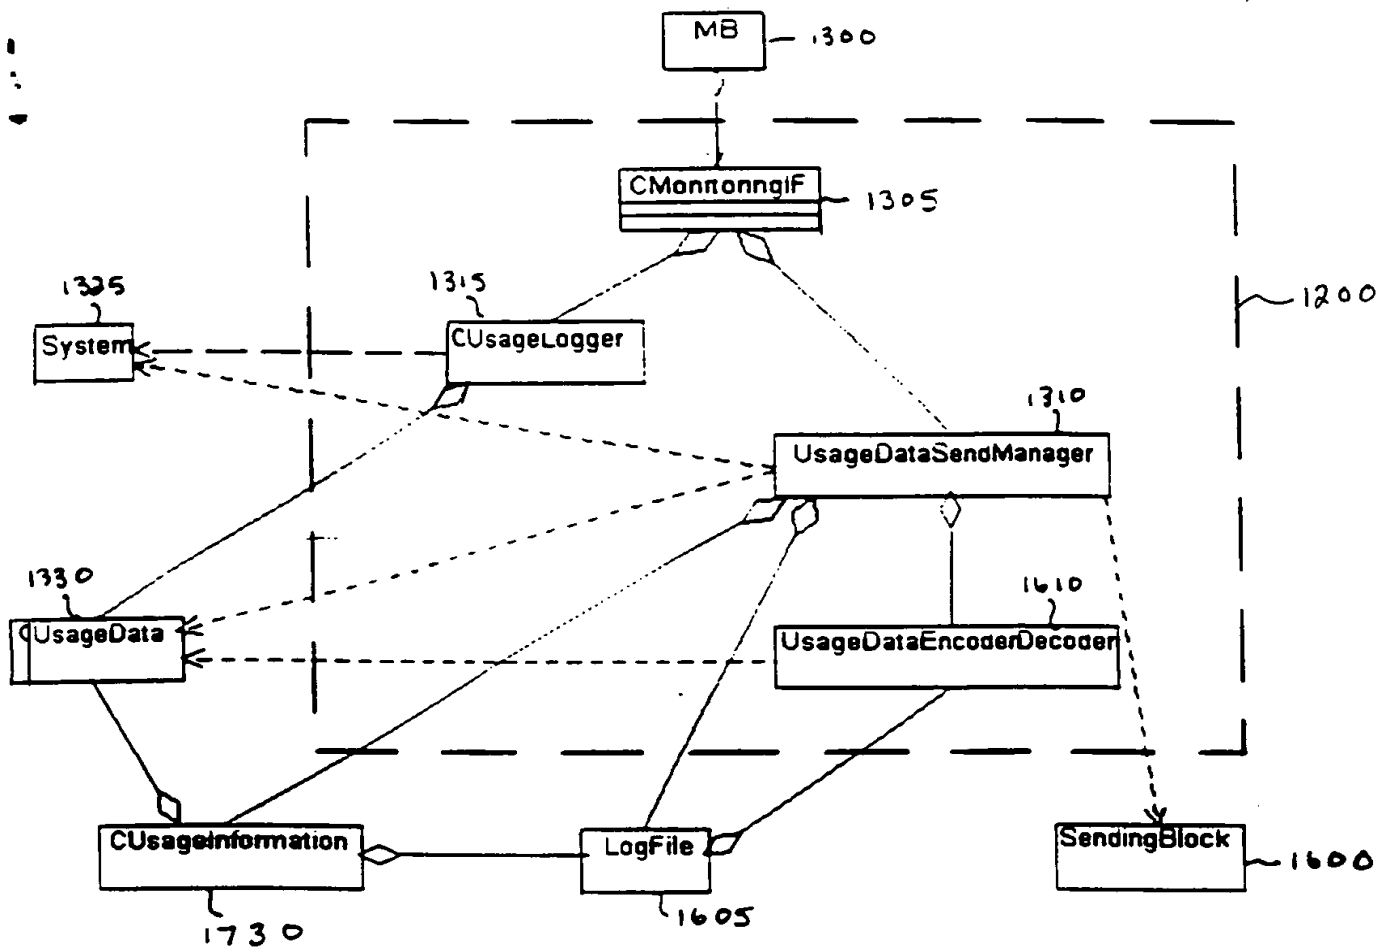 MB
1300
CMonitoringIF
1305
1315
1325
1200
System
CUsageLogger
1310
UsageDataSendManager
1330
1610
CUsageData
UsageDataEncoderDecoder
CUsageInformation
LogFile
SendingBlock
1600
1605
1730